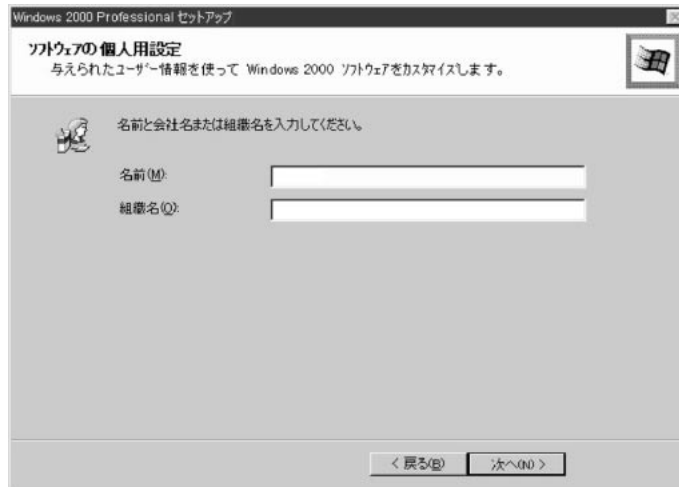 Windows 2000 Professional セットアップ
ソフトウェアの個人用設定
与えられたユーザー情報を使って Windows 2000 ソフトウェアをカスタマイズします。
名前と会社名または組織名を入力してください。
名前(M):
組織名(O):
< 戻る(B)
次へ(N) >